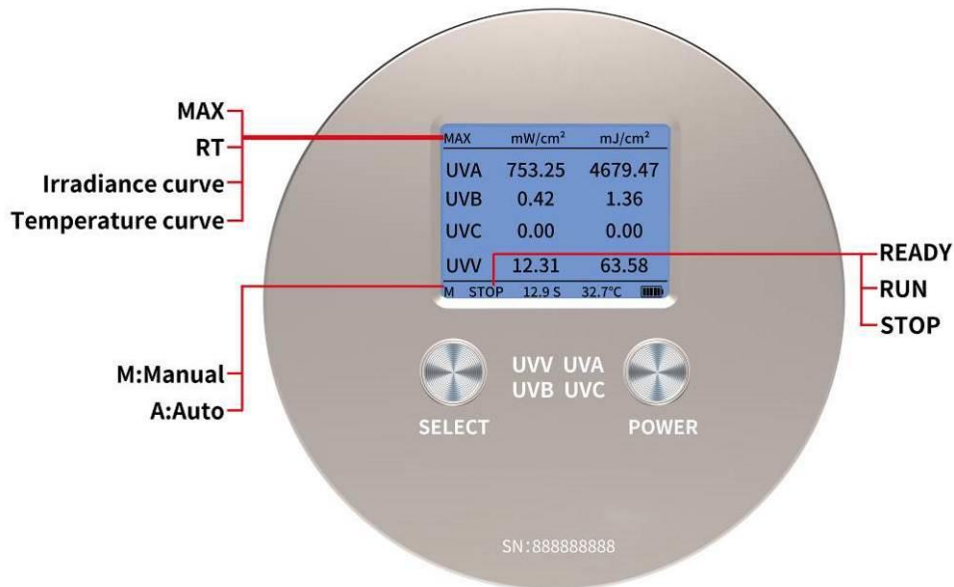 MAX
RT
Irradiance curve
Temperature curve
M:Manual
A:Auto
MAX mW/cm² mJ/cm²
UVA 753.25 4679.47
UVB 0.42 1.36
UVC 0.00 0.00
UVV 12.31 63.58
M STOP 12.9 S 32.7°C
READY
RUN
STOP
UVV UVA
UVB UVC
SELECT
POWER
SN:888888888